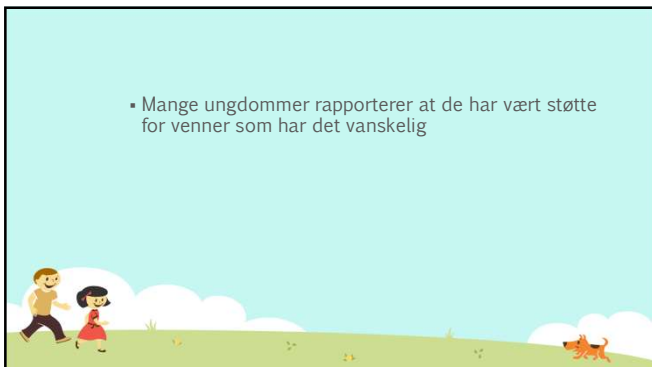 ▪ Mange ungdommer rapporterer at de har vært støtte
for venner som har det vanskelig